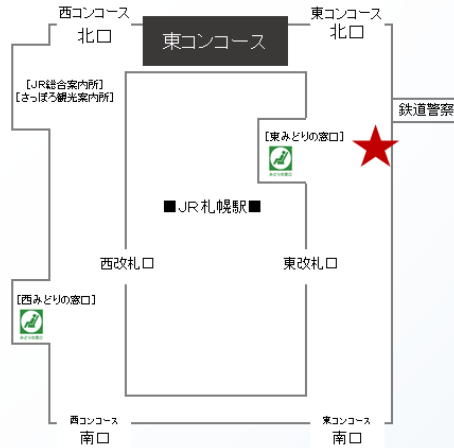 西コンコース
北口
東コンコース
東コンコース
北口
[JR総合案内所]
[さっぽろ観光案内所]
鉄道警察
[東みどりの窓口]
■JR札幌駅■
西改札口
東改札口
[西みどりの窓口]
西コンコース
南口
東コンコース
南口